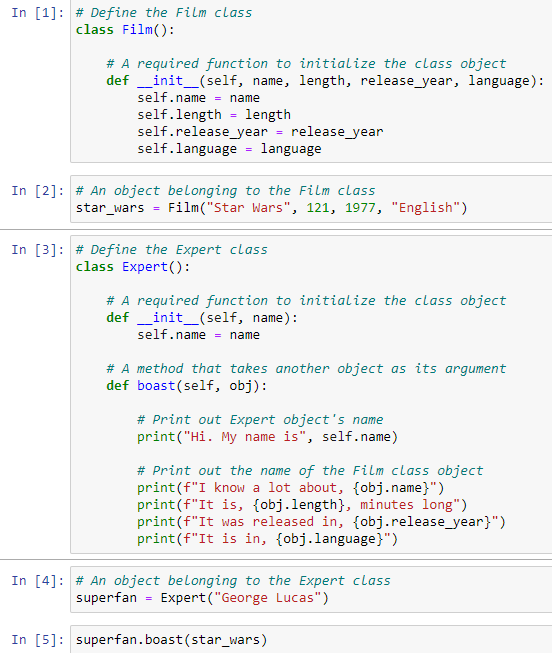 In [1]: # Define the Film class
class Film():
# A required function to initialize the class object
def __init__(self, name, length, release_year, language):
self.name = name
self.length = length
self.release_year = release_year
self.language = language
In [2]: # An object belonging to the Film class
star_wars = Film("Star Wars", 121, 1977, "English")
In [3]: # Define the Expert class
class Expert():
# A required function to initialize the class object
def __init__(self, name):
self.name = name
# A method that takes another object as its argument
def boast(self, obj):
# Print out Expert object's name
print("Hi. My name is", self.name)
# Print out the name of the Film class object
print(f"I know a lot about, {obj.name}")
print(f"It is, {obj.length}, minutes long")
print(f"It was released in, {obj.release_year}")
print(f"It is in, {obj.language}")
In [4]: # An object belonging to the Expert class
superfan = Expert("George Lucas")
In [5]: superfan.boast(star_wars)